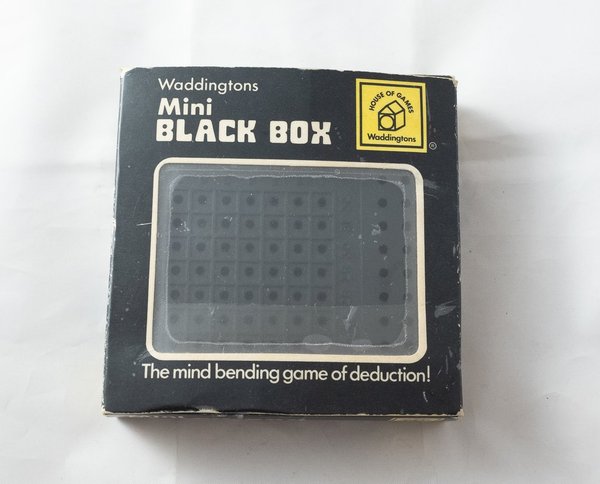 Waddingtons
Mini
BLACK BOX
HOUSE OF GAMES
Waddingtons
®
The mind bending game of deduction!